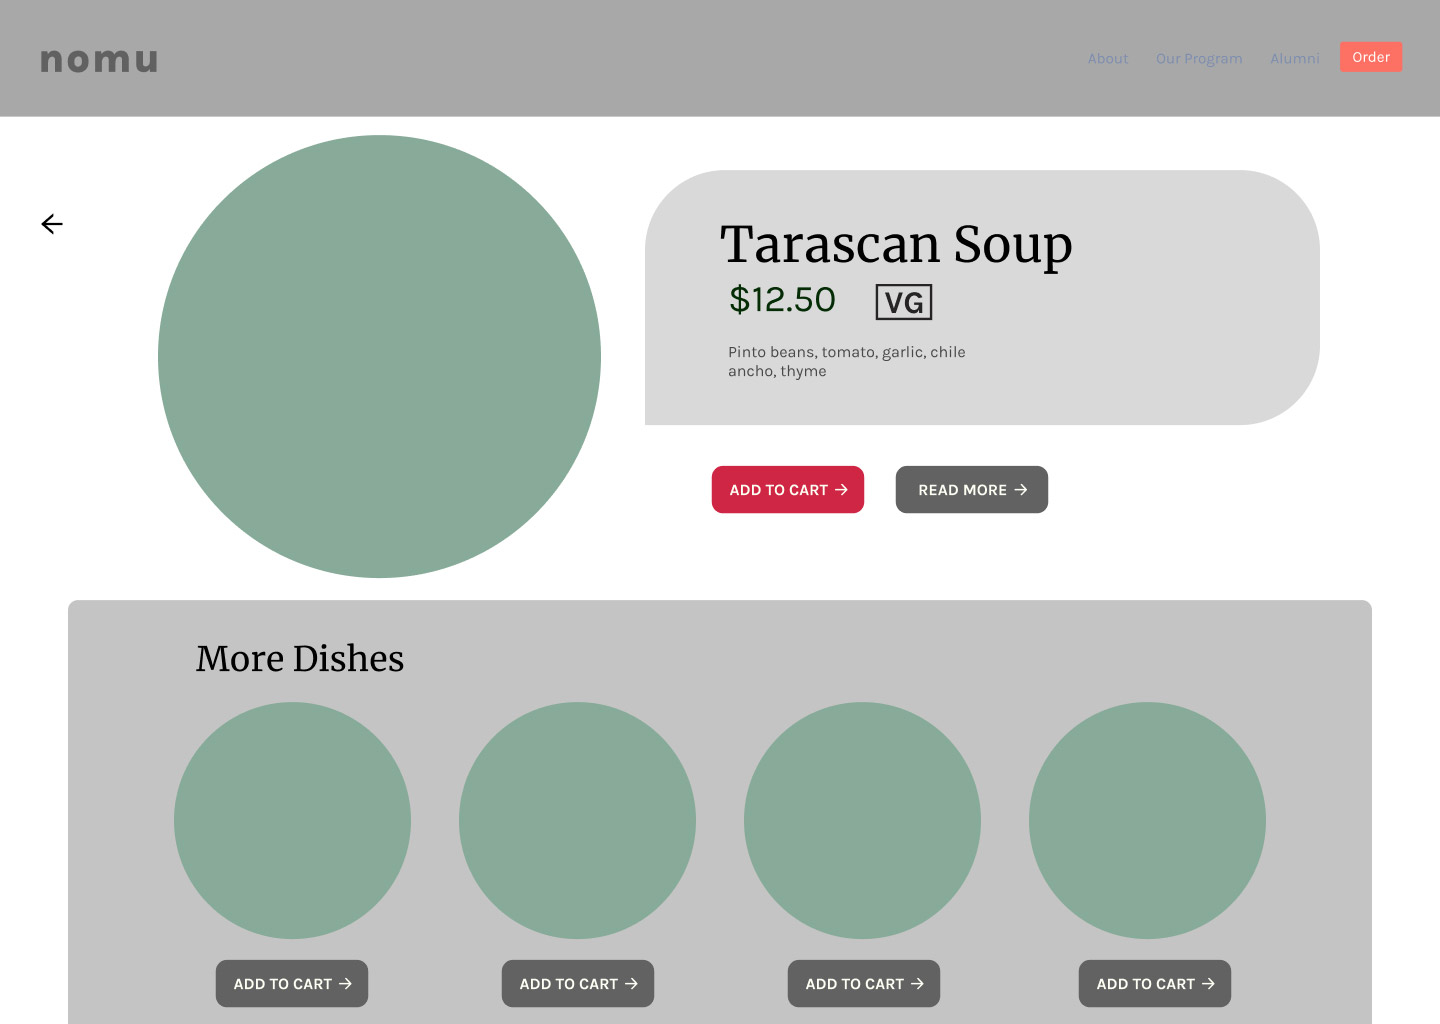 nomu
About Our Program Alumni Order
Tarascan Soup
$12.50 VG
Pinto beans, tomato, garlic, chile
ancho, thyme
ADD TO CART → READ MORE →
More Dishes
ADD TO CART → ADD TO CART → ADD TO CART → ADD TO CART →